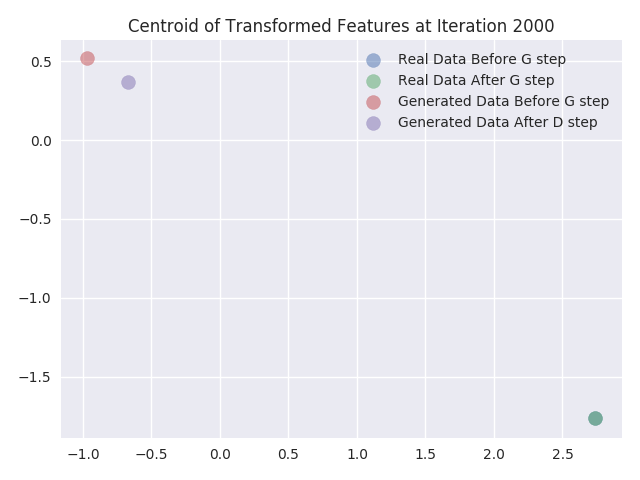 Centroid of Transformed Features at Iteration 2000
Real Data Before G step
Real Data After G step
Generated Data Before G step
Generated Data After D step
0.5
0.0
−0.5
−1.0
−1.5
−1.0 −0.5 0.0 0.5 1.0 1.5 2.0 2.5